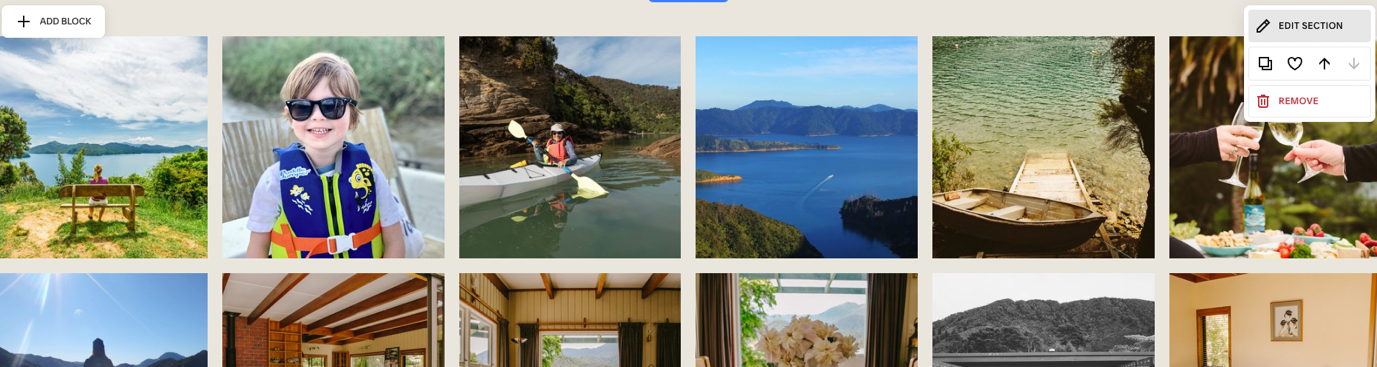 ADD BLOCK
EDIT SECTION
REMOVE